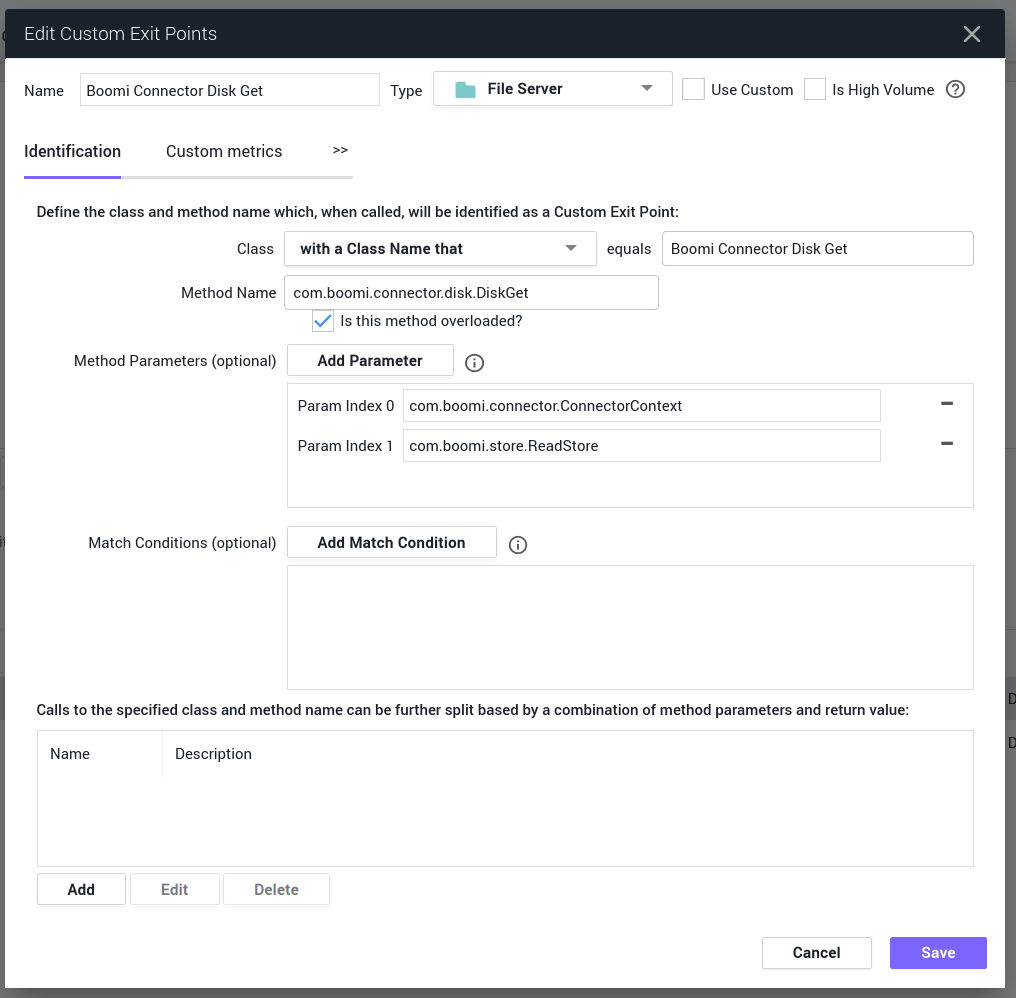 Edit Custom Exit Points
Name Boomi Connector Disk Get Type File Server Use Custom Is High Volume ?
Identification Custom metrics >>
Define the class and method name which, when called, will be identified as a Custom Exit Point:
Class with a Class Name that equals Boomi Connector Disk Get
Method Name com.boomi.connector.disk.DiskGet
Is this method overloaded?
Method Parameters (optional) Add Parameter
Param Index 0 com.boomi.connector.ConnectorContext
Param Index 1 com.boomi.store.ReadStore
Match Conditions (optional) Add Match Condition
Calls to the specified class and method name can be further split based by a combination of method parameters and return value:
Name Description
Add Edit Delete
Cancel Save